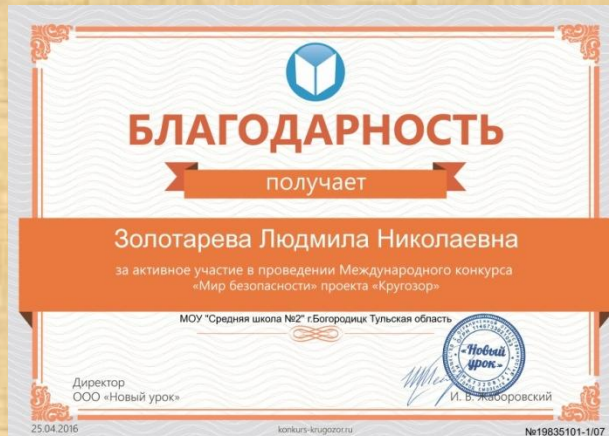 БЛАГОДАРНОСТЬ
получает
Золотарева Людмила Николаевна
за активное участие в проведении Международного конкурса
«Мир безопасности» проекта «Кругозор»
МОУ "Средняя школа №2" г.Богородицк Тульская область
«Новый
урок»
Директор
ООО «Новый урок»
И. В. Жаборовский
25.04.2016
konkurs-krugozor.ru
№19835101-1/07